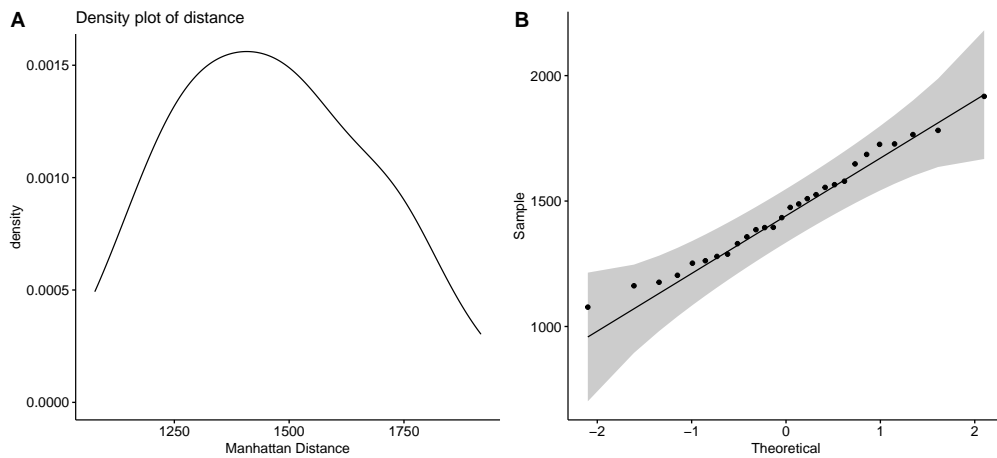 A
Density plot of distance
density
0.0015
0.0010
0.0005
0.0000
1250 1500 1750
Manhattan Distance
B
Sample
2000
1500
1000
−2 −1 0 1 2
Theoretical